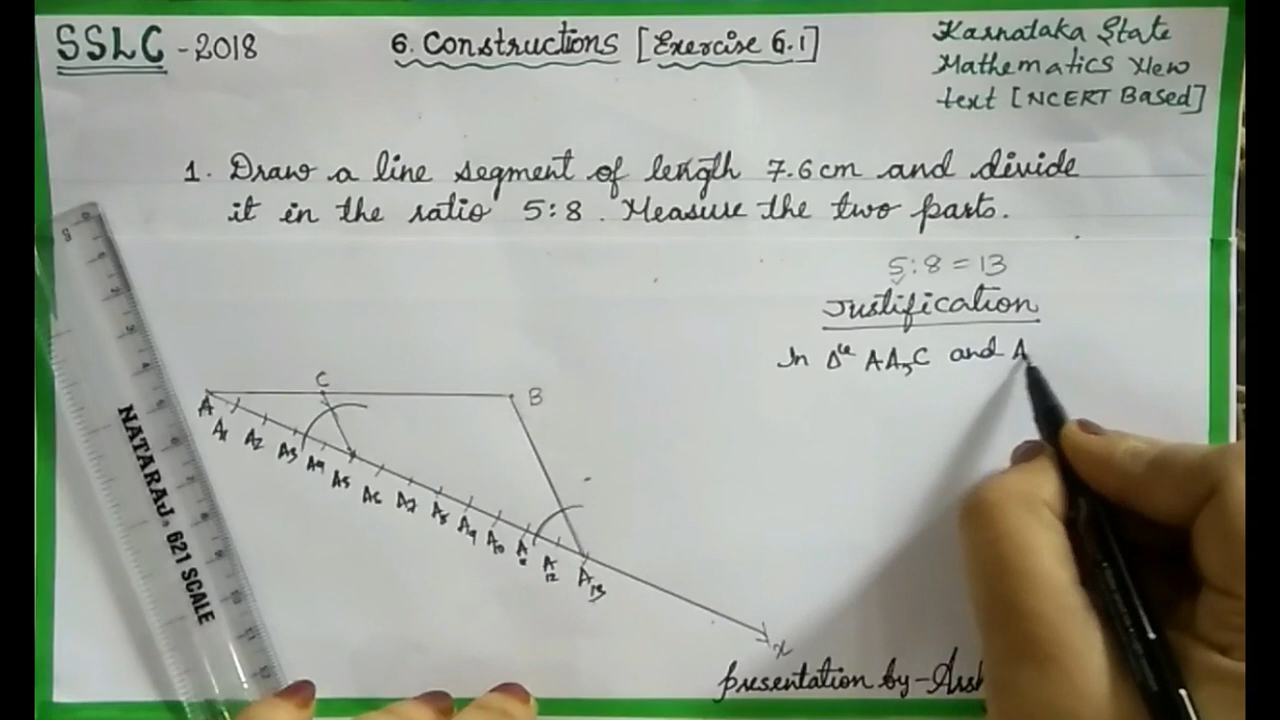 SSLC - 2018
6. Constructions [Exercise 6.1]
Karnataka State
Mathematics New
text [NCERT Based]
1. Draw a line segment of length 7.6cm and divide
it in the ratio 5:8. Measure the two parts.
5:8 = 13
Justification
In Δle AA5C and A
C
A
B
A1 A2 A3 A4 A5 A6 A7 A8 A9 A10 A11 A12 A13
x
NATARAJ 621 SCALE
presentation by-